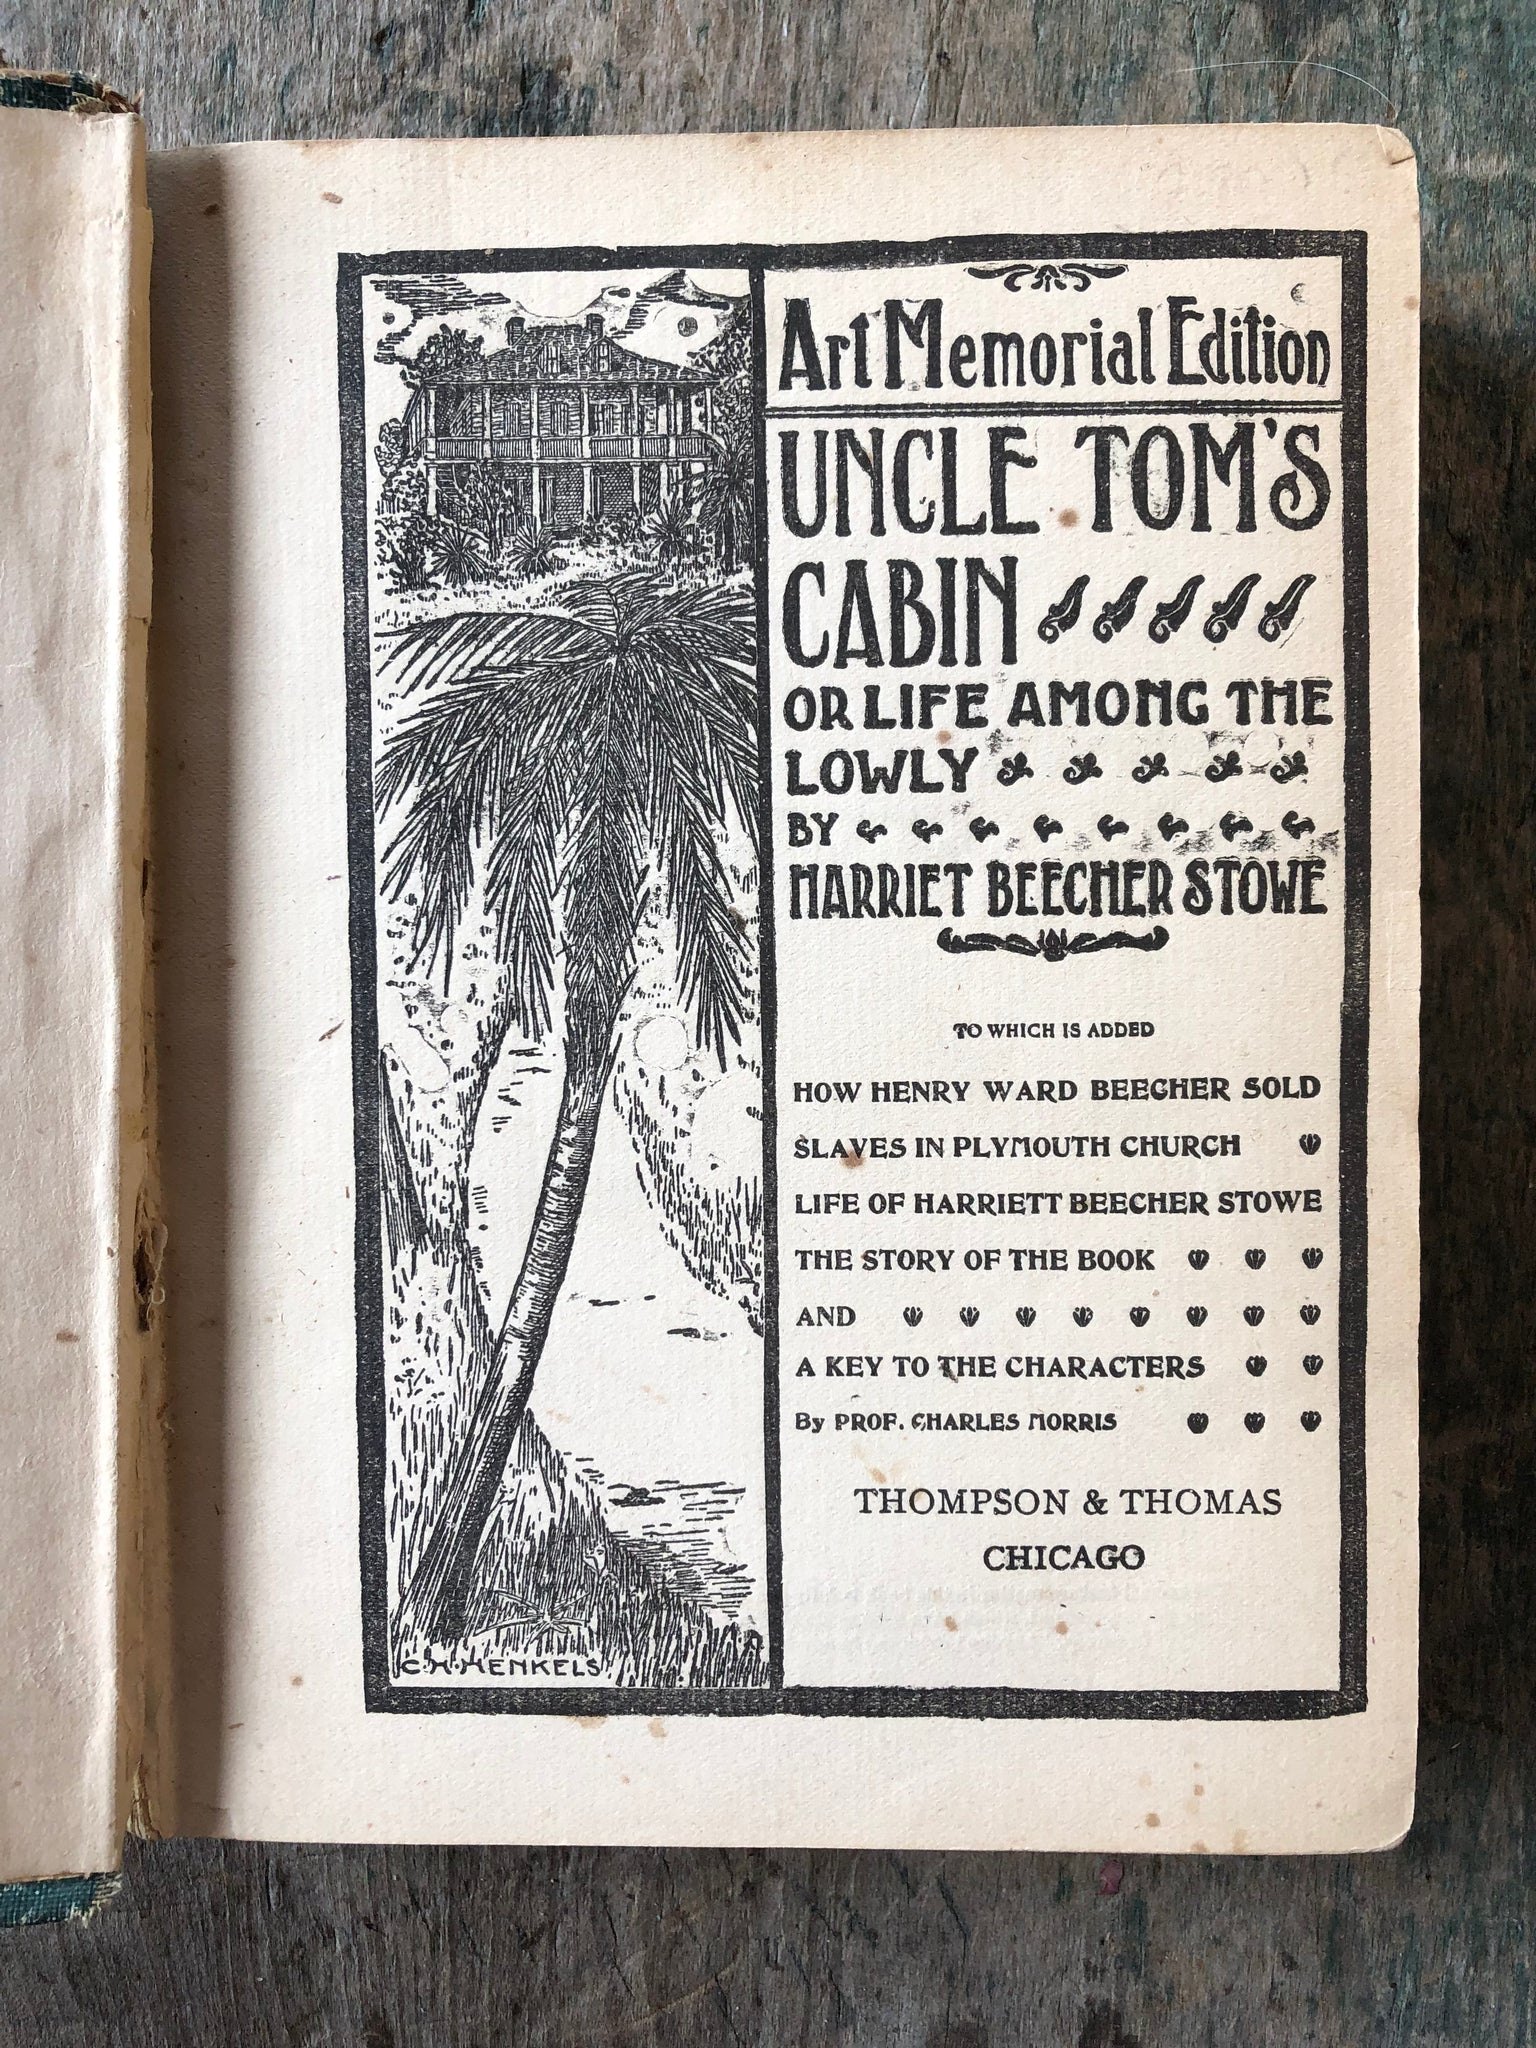 Art Memorial Edition
UNCLE TOM'S
CABIN
OR LIFE AMONG THE
LOWLY
BY
HARRIET BEECHER STOWE
TO WHICH IS ADDED
HOW HENRY WARD BEECHER SOLD
SLAVES IN PLYMOUTH CHURCH
LIFE OF HARRIETT BEECHER STOWE
THE STORY OF THE BOOK
AND
A KEY TO THE CHARACTERS
By PROF. CHARLES MORRIS
THOMPSON & THOMAS
CHICAGO
C.H.HENKELS